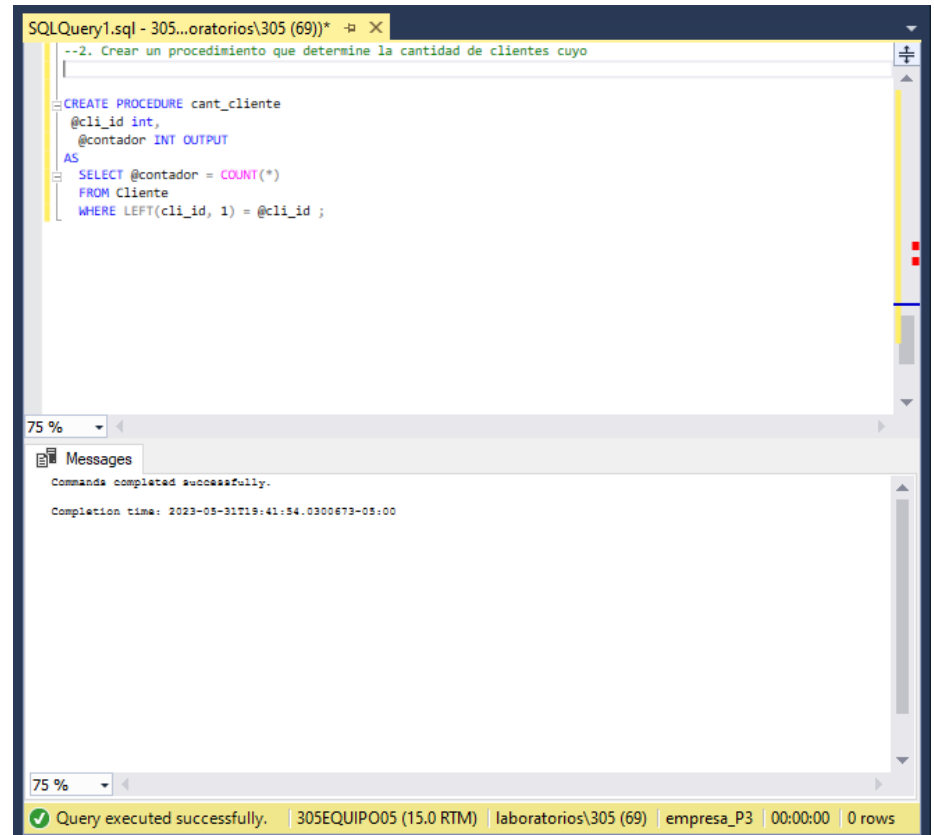 SQLQuery1.sql - 305...oratorios\305 (69))*
--2. Crear un procedimiento que determine la cantidad de clientes cuyo
CREATE PROCEDURE cant_cliente
@cli_id int,
@contador INT OUTPUT
AS
SELECT @contador = COUNT(*)
FROM Cliente
WHERE LEFT(cli_id, 1) = @cli_id ;
75 %
Messages
Commands completed successfully.
Completion time: 2023-05-31T19:41:54.0300673-05:00
75 %
Query executed successfully. 305EQUIPO05 (15.0 RTM) laboratorios\305 (69) empresa_P3 00:00:00 0 rows